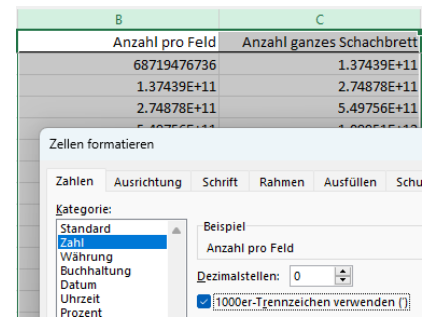 B C
Anzahl pro Feld Anzahl ganzes Schachbrett
68719476736 1.37439E+11
1.37439E+11 2.74878E+11
2.74878E+11 5.49756E+11
Zellen formatieren
Zahlen Ausrichtung Schrift Rahmen Ausfüllen Schu
Kategorie:
Standard
Zahl
Währung
Buchhaltung
Datum
Uhrzeit
Prozent
Beispiel
Anzahl pro Feld
Dezimalstellen: 0
1000er-Trennzeichen verwenden (')